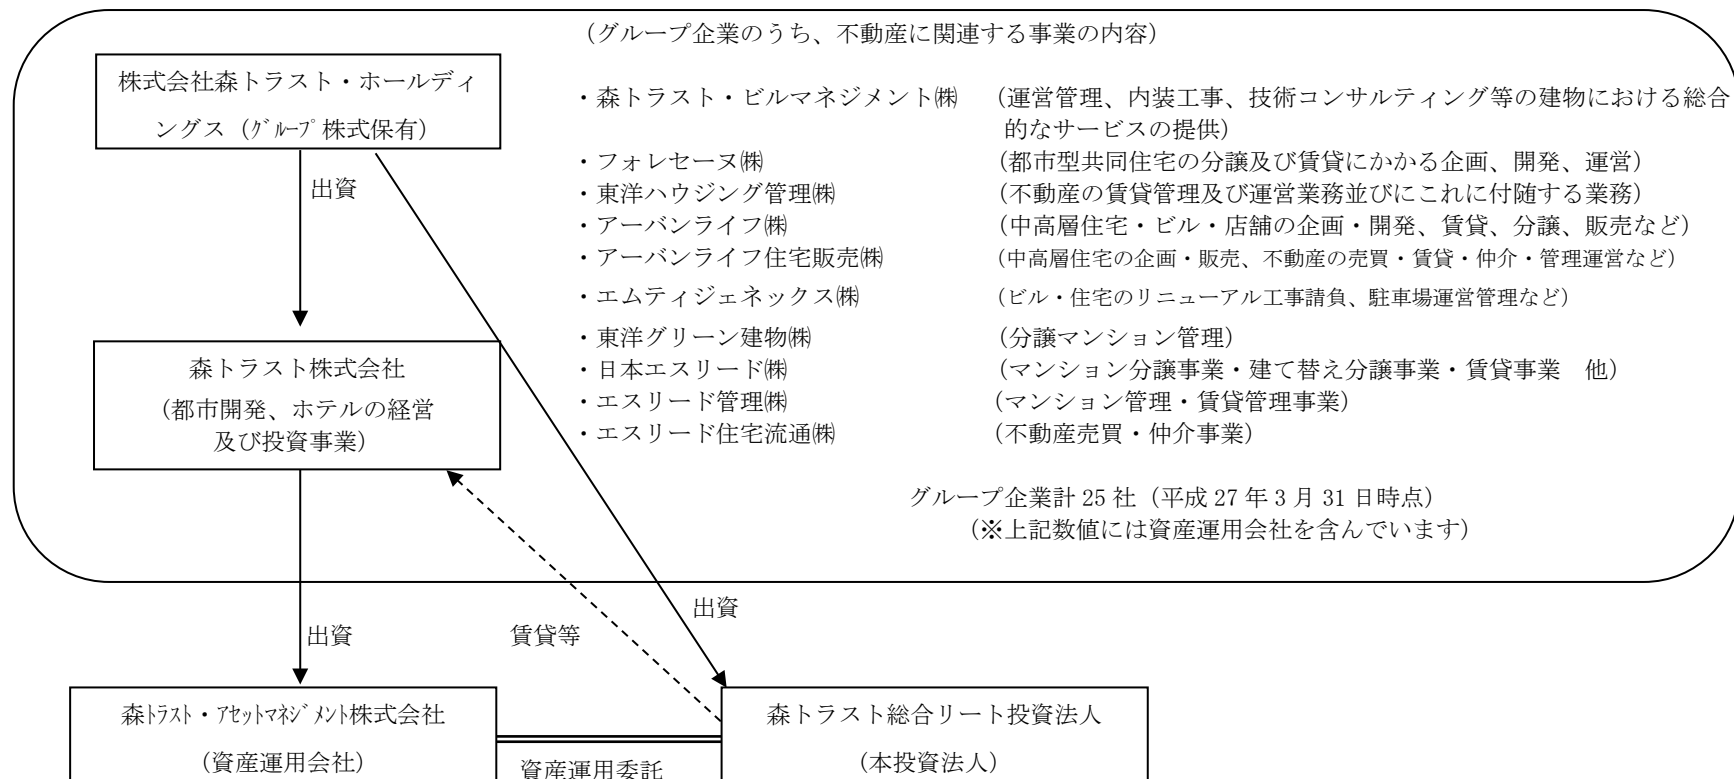 (グループ企業のうち、不動産に関連する事業の内容)
株式会社森トラスト・ホールディ
ングス（ｸﾞﾙｰﾌﾟ株式保有）
・森トラスト・ビルマネジメント㈱ （運営管理、内装工事、技術コンサルティング等の建物における総合
的なサービスの提供）
・フォレセーヌ㈱ （都市型共同住宅の分譲及び賃貸にかかる企画、開発、運営）
出資
・東洋ハウジング管理㈱ （不動産の賃貸管理及び運営業務並びにこれに付随する業務）
・アーバンライフ㈱ （中高層住宅・ビル・店舗の企画・開発、賃貸、分譲、販売など）
・アーバンライフ住宅販売㈱ （中高層住宅の企画・販売、不動産の売買・賃貸・仲介・管理運営など）
・エムティジェネックス㈱ （ビル・住宅のリニューアル工事請負、駐車場運営管理など）
・東洋グリーン建物㈱ （分譲マンション管理）
・日本エスリード㈱ （マンション分譲事業・建て替え分譲事業・賃貸事業　他）
・エスリード管理㈱ （マンション管理・賃貸管理事業）
・エスリード住宅流通㈱ （不動産売買・仲介事業）
森トラスト株式会社
（都市開発、ホテルの経営
及び投資事業）
グループ企業計 25 社（平成 27 年 3 月 31 日時点）
（※上記数値には資産運用会社を含んでいます）
出資
出資
賃貸等
森ﾄﾗｽﾄ・ｱｾｯﾄﾏﾈｼﾞﾒﾝﾄ株式会社
（資産運用会社）
資産運用委託
森トラスト総合リート投資法人
（本投資法人）